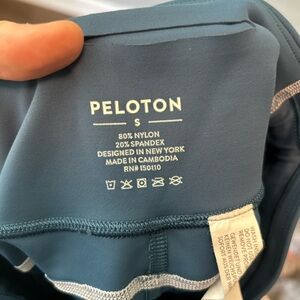 PELOTON
S
80% NYLON
20% SPANDEX
DESIGNED IN NEW YORK
MADE IN CAMBODIA
RN# 150110